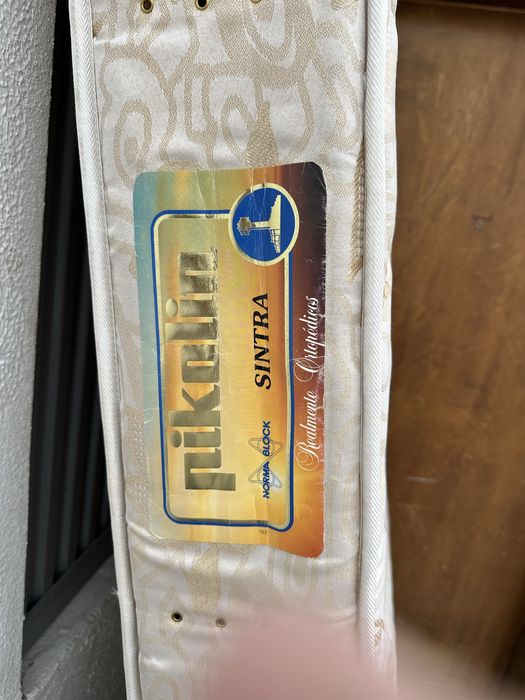 pikolin
SINTRA
NORMA BLOCK
Realmente Ortopédicos